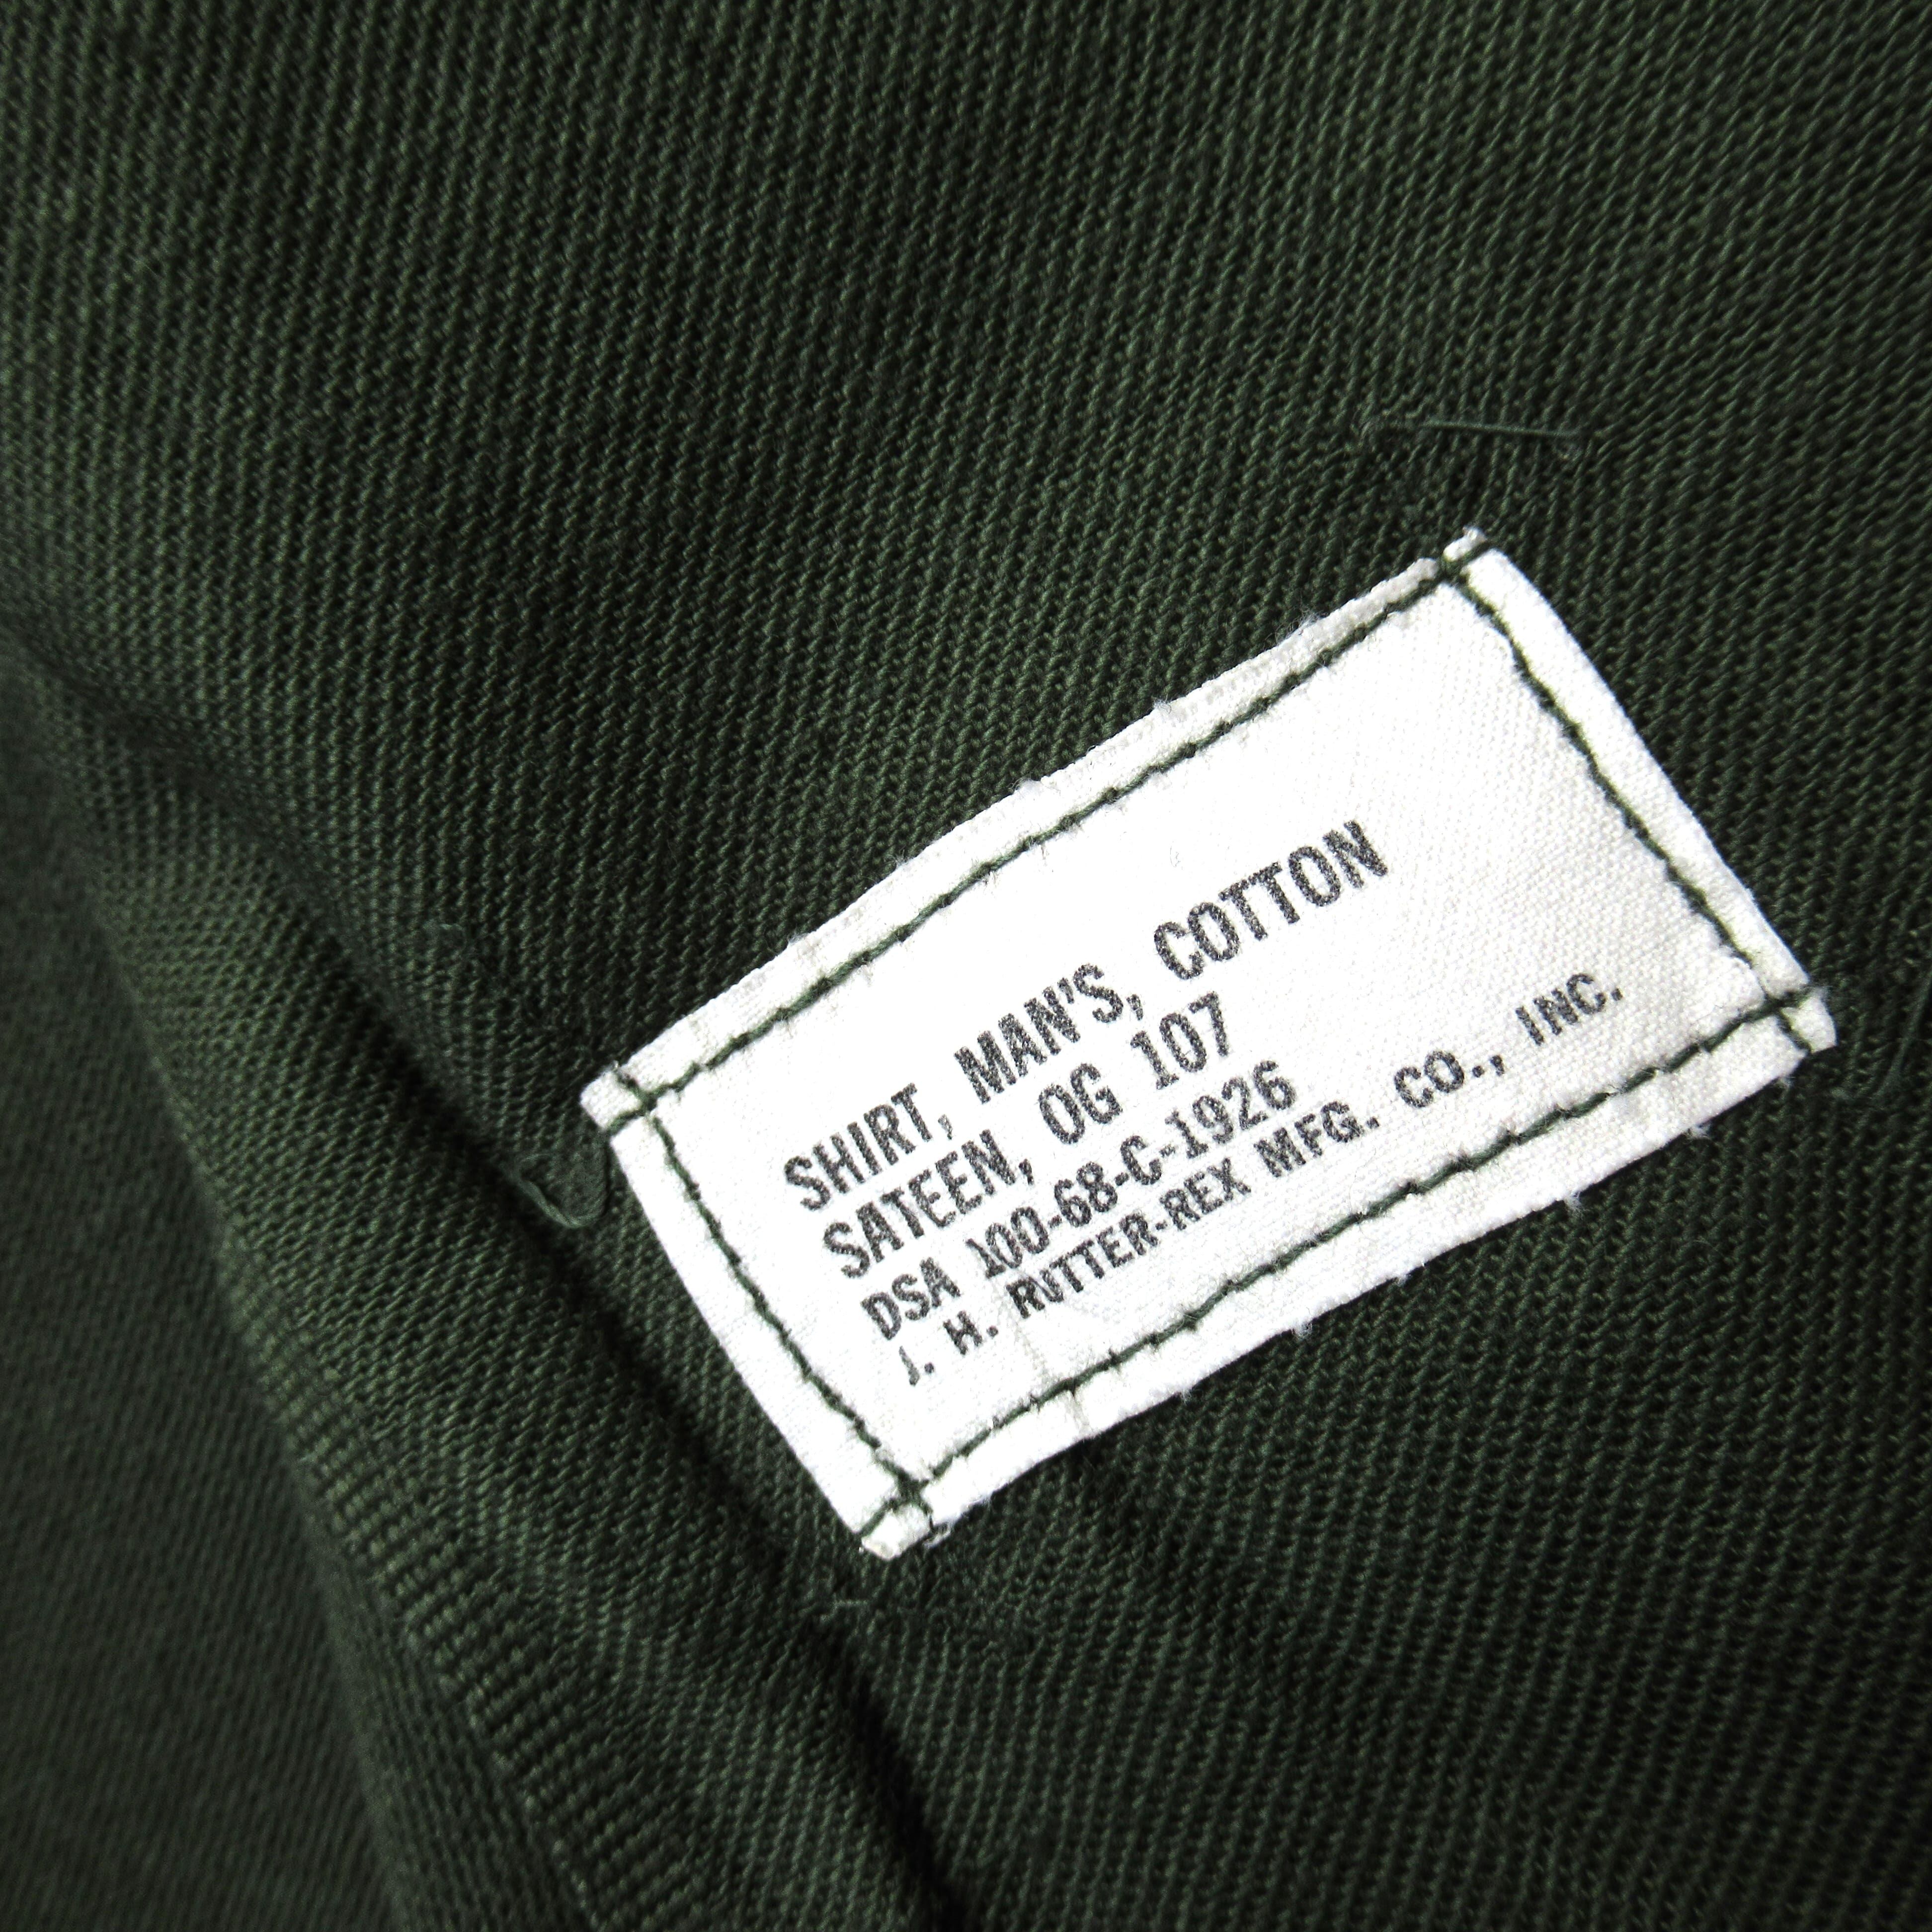 SHIRT, MAN'S, COTTON
SATEEN, OG 107
DSA 100-68-C-1926
J. H. RUTTER-REX MFG. CO., INC.